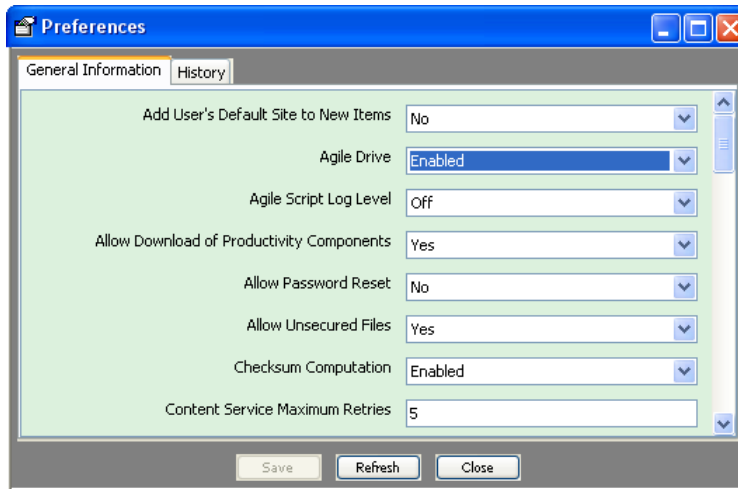 Preferences
General Information History
Add User's Default Site to New Items No
Agile Drive Enabled
Agile Script Log Level Off
Allow Download of Productivity Components Yes
Allow Password Reset No
Allow Unsecured Files Yes
Checksum Computation Enabled
Content Service Maximum Retries 5
Save Refresh Close